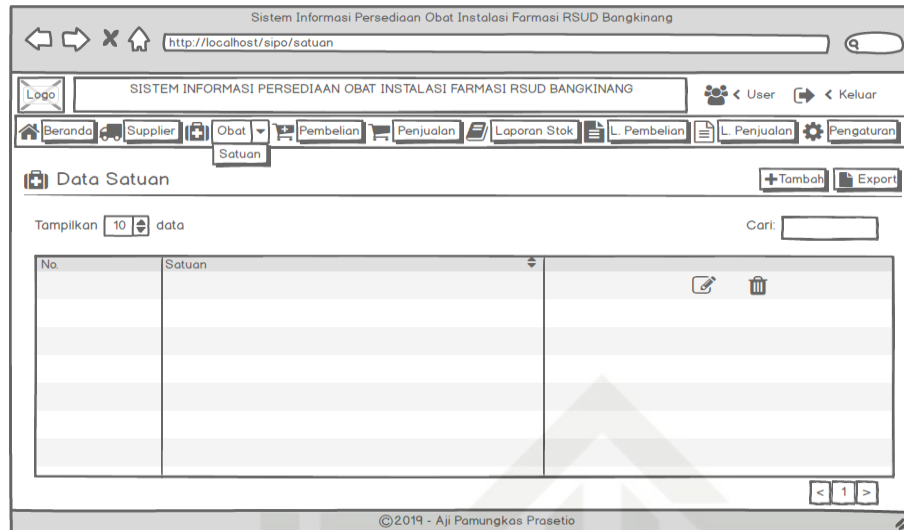 Sistem Informasi Persediaan Obat Instalasi Farmasi RSUD Bangkinang
http://localhost/sipo/satuan
Logo
SISTEM INFORMASI PERSEDIAAN OBAT INSTALASI FARMASI RSUD BANGKINANG
< User
< Keluar
Beranda Supplier Obat Pembelian Penjualan Laporan Stok L. Pembelian L. Penjualan Pengaturan
Satuan
Data Satuan
+Tambah Export
Tampilkan 10 data
Cari:
No. Satuan
< 1 >
©2019 - Aji Pamungkas Prasetio